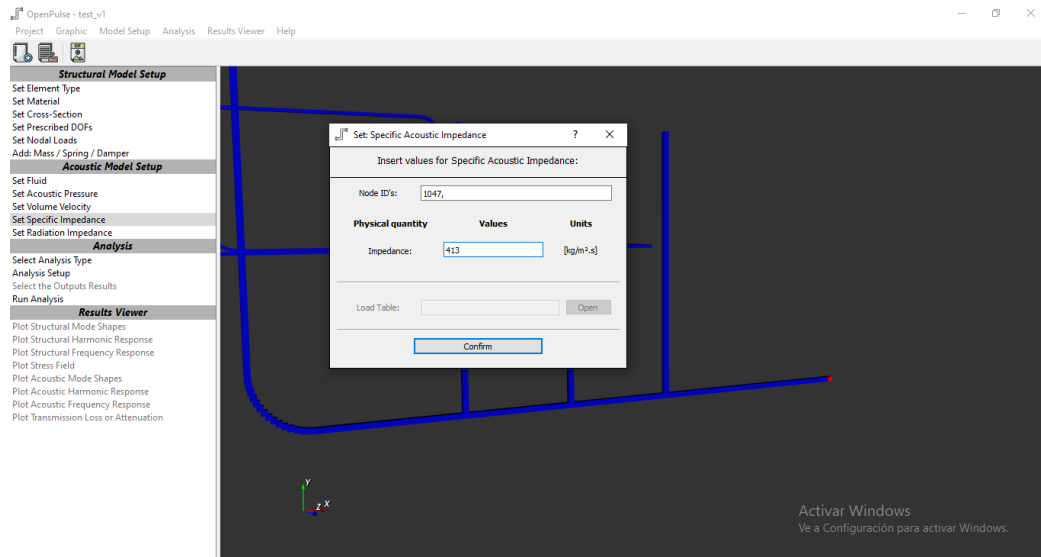 OpenPulse - test_v1
Project Graphic Model Setup Analysis Results Viewer Help
Structural Model Setup
Set Element Type
Set Material
Set Cross-Section
Set Prescribed DOFs
Set Nodal Loads
Add: Mass / Spring / Damper
Acoustic Model Setup
Set Fluid
Set Acoustic Pressure
Set Volume Velocity
Set Specific Impedance
Set Radiation Impedance
Analysis
Select Analysis Type
Analysis Setup
Select the Outputs Results
Run Analysis
Results Viewer
Plot Structural Mode Shapes
Plot Structural Harmonic Response
Plot Structural Frequency Response
Plot Stress Field
Plot Acoustic Mode Shapes
Plot Acoustic Harmonic Response
Plot Acoustic Frequency Response
Plot Transmission Loss or Attenuation
Set: Specific Acoustic Impedance ?
Insert values for Specific Acoustic Impedance:
Node ID's: 1047,
Physical quantity Values Units
Impedance: 413 [kg/m².s]
Load Table: Open
Confirm
Y
Z X
Activar Windows
Ve a Configuración para activar Windows.